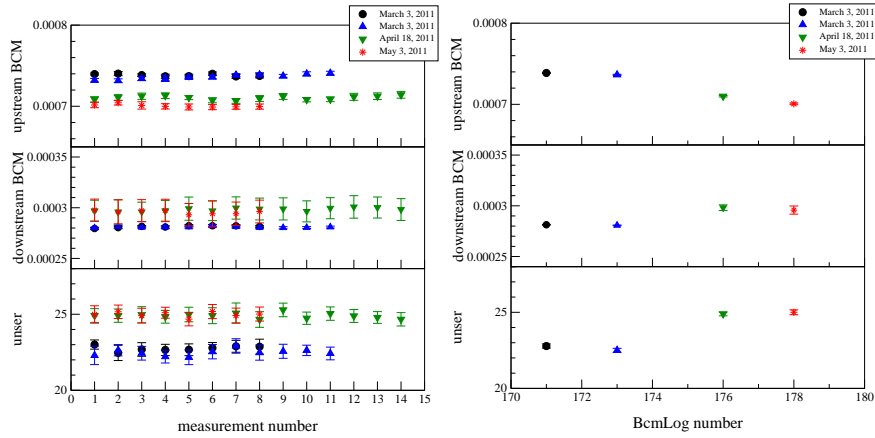 March 3, 2011
March 3, 2011
April 18, 2011
May 3, 2011
0.0008
0.0007
upstream BCM
0.00035
0.0003
0.00025
downstream BCM
25
20
unser
0 1 2 3 4 5 6 7 8 9 10 11 12 13 14 15
measurement number
March 3, 2011
March 3, 2011
April 18, 2011
May 3, 2011
0.0008
0.0007
upstream BCM
0.00035
0.0003
0.00025
downstream BCM
25
20
unser
170 172 174 176 178 180
BcmLog number